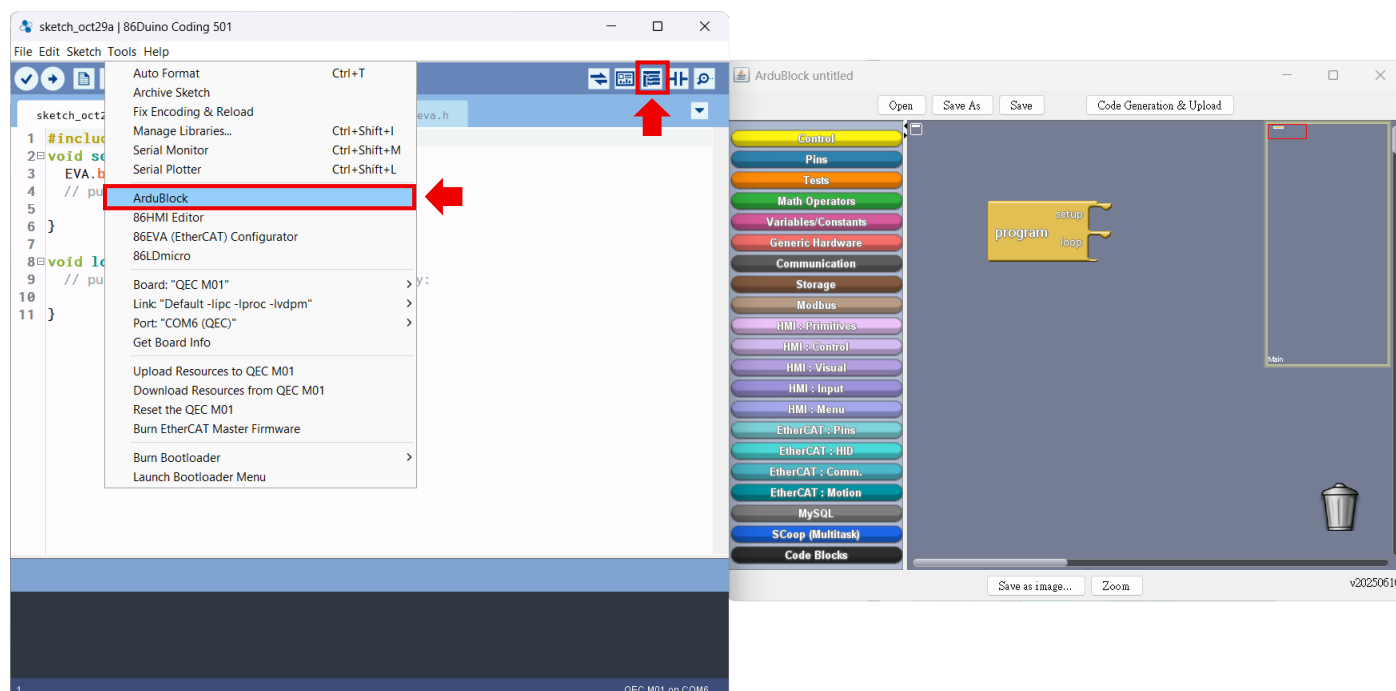 sketch_oct29a | 86Duino Coding 501
File Edit Sketch Tools Help
sketch_oct2
eva.h
1 #includ
2 void se
3 EVA.b
4 // pu
5
6 }
7
8 void lo
9 // pu y:
10
11 }
Auto Format Ctrl+T
Archive Sketch
Fix Encoding & Reload
Manage Libraries... Ctrl+Shift+I
Serial Monitor Ctrl+Shift+M
Serial Plotter Ctrl+Shift+L
ArduBlock
86HMI Editor
86EVA (EtherCAT) Configurator
86LDmicro
Board: "QEC M01"
Link: "Default -lipc -lproc -lvdpm"
Port: "COM6 (QEC)"
Get Board Info
Upload Resources to QEC M01
Download Resources from QEC M01
Reset the QEC M01
Burn EtherCAT Master Firmware
Burn Bootloader
Launch Bootloader Menu
1 QEC M01 on COM6
ArduBlock untitled
Open Save As Save Code Generation & Upload
Control
Pins
Tests
Math Operators
Variables/Constants
Generic Hardware
Communication
Storage
Modbus
HMI : Primitives
HMI : Control
HMI : Visual
HMI : Input
HMI : Menu
EtherCAT : Pins
EtherCAT : HID
EtherCAT : Comm.
EtherCAT : Motion
MySQL
SCoop (Multitask)
Code Blocks
setup
program
loop
Main
Save as image... Zoom
v2025061